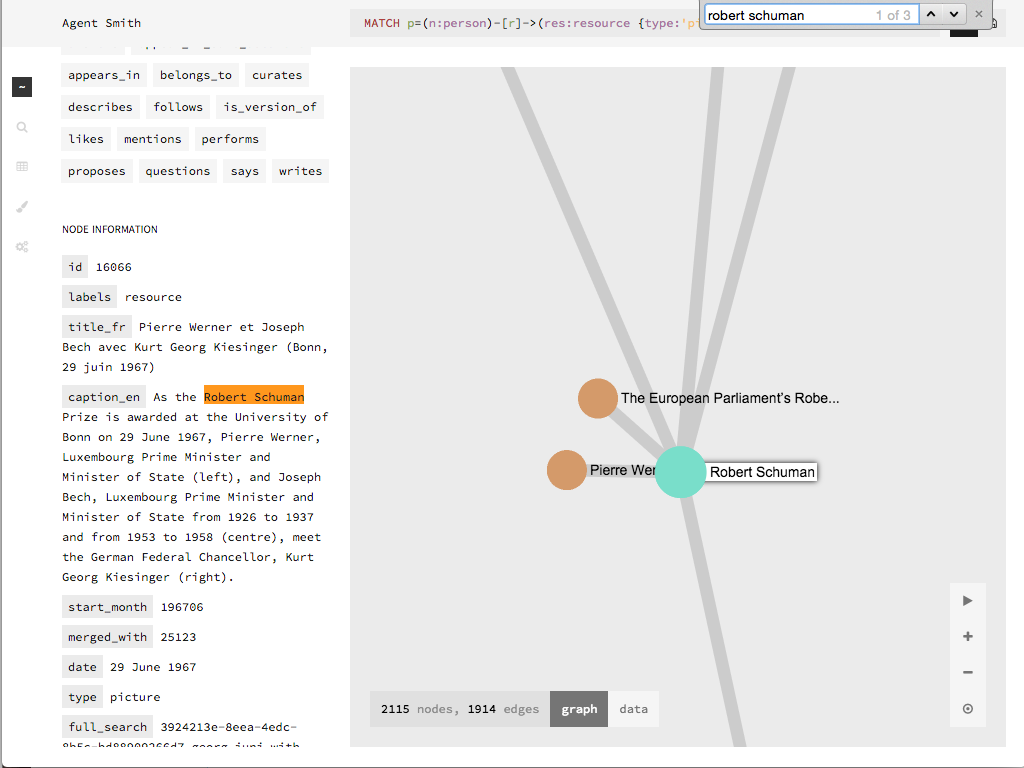 Agent Smith
MATCH p=(n:person)-[r]->(res:resource {type:'pi
robert schuman
1 of 3
appears_in belongs_to curates
describes follows is_version_of
likes mentions performs
proposes questions says writes
NODE INFORMATION
id 16066
labels resource
title_fr Pierre Werner et Joseph
Bech avec Kurt Georg Kiesinger (Bonn,
29 juin 1967)
caption_en As the Robert Schuman
Prize is awarded at the University of
Bonn on 29 June 1967, Pierre Werner,
Luxembourg Prime Minister and
Minister of State (left), and Joseph
Bech, Luxembourg Prime Minister and
Minister of State from 1926 to 1937
and from 1953 to 1958 (centre), meet
the German Federal Chancellor, Kurt
Georg Kiesinger (right).
start_month 196706
merged_with 25123
date 29 June 1967
type picture
full_search 3924213e-8eea-4edc-
The European Parliament's Robe...
Pierre Wer
Robert Schuman
2115 nodes, 1914 edges graph data